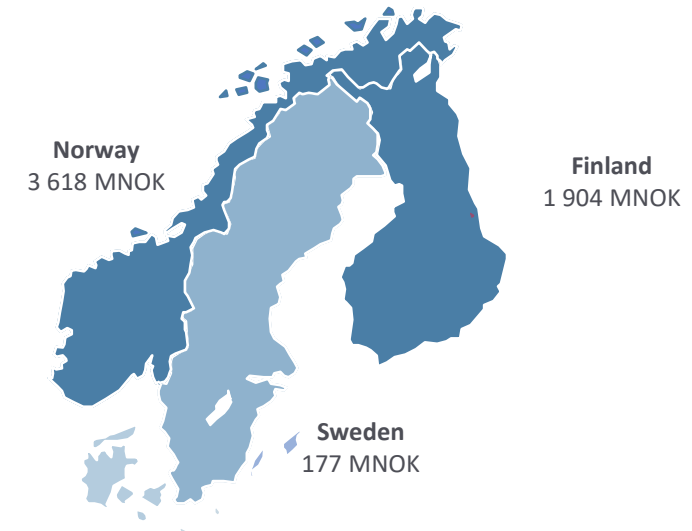 Norway
3 618 MNOK
Finland
1 904 MNOK
Sweden
177 MNOK